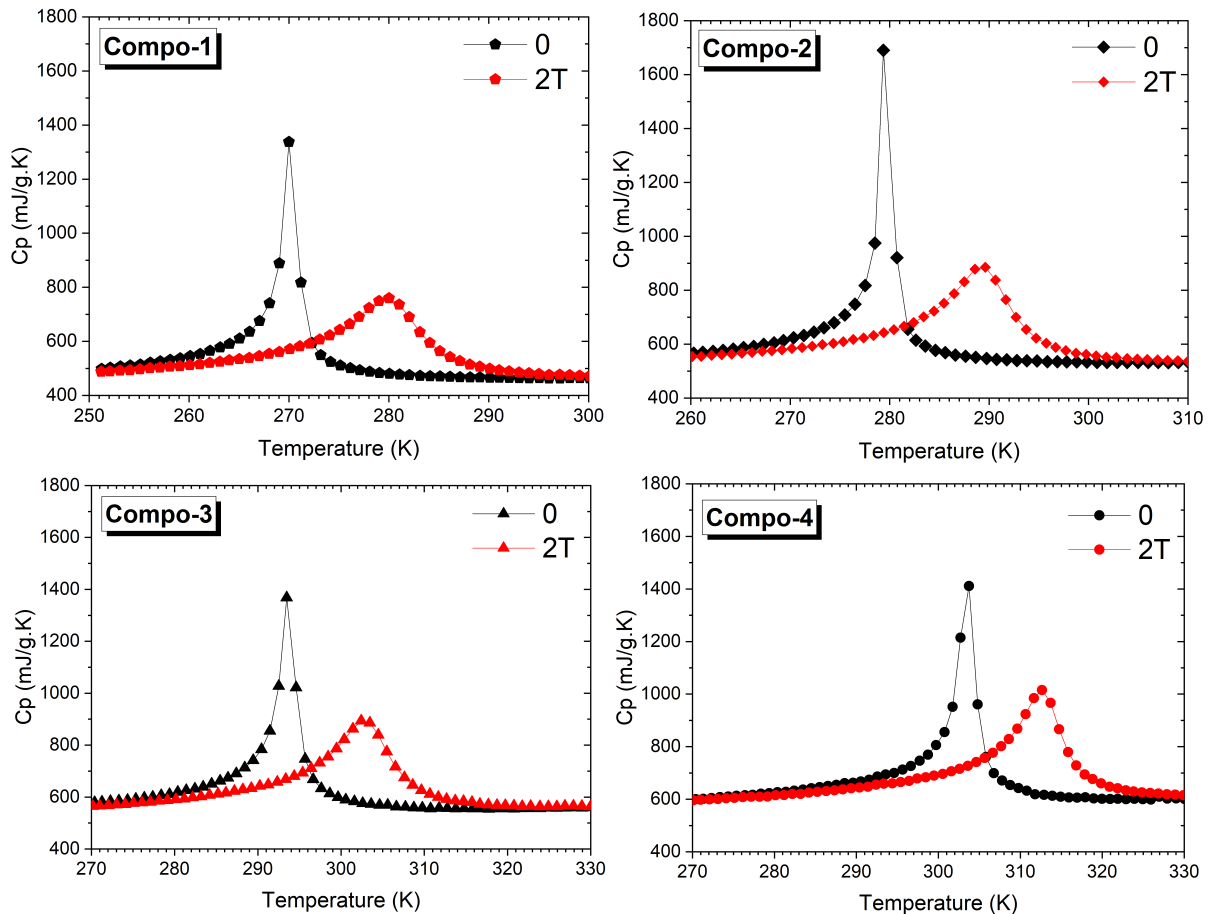 Compo-1
0
2T
1800
1600
1400
1200
1000
800
600
400
Cp (mJ/g.K)
250 260 270 280 290 300
Temperature (K)
Compo-2
0
2T
1800
1600
1400
1200
1000
800
600
400
Cp (mJ/g.K)
260 270 280 290 300 310
Temperature (K)
Compo-3
0
2T
1800
1600
1400
1200
1000
800
600
400
Cp (mJ/g.K)
270 280 290 300 310 320 330
Temperature (K)
Compo-4
0
2T
1800
1600
1400
1200
1000
800
600
400
Cp (mJ/g.K)
270 280 290 300 310 320 330
Temperature (K)